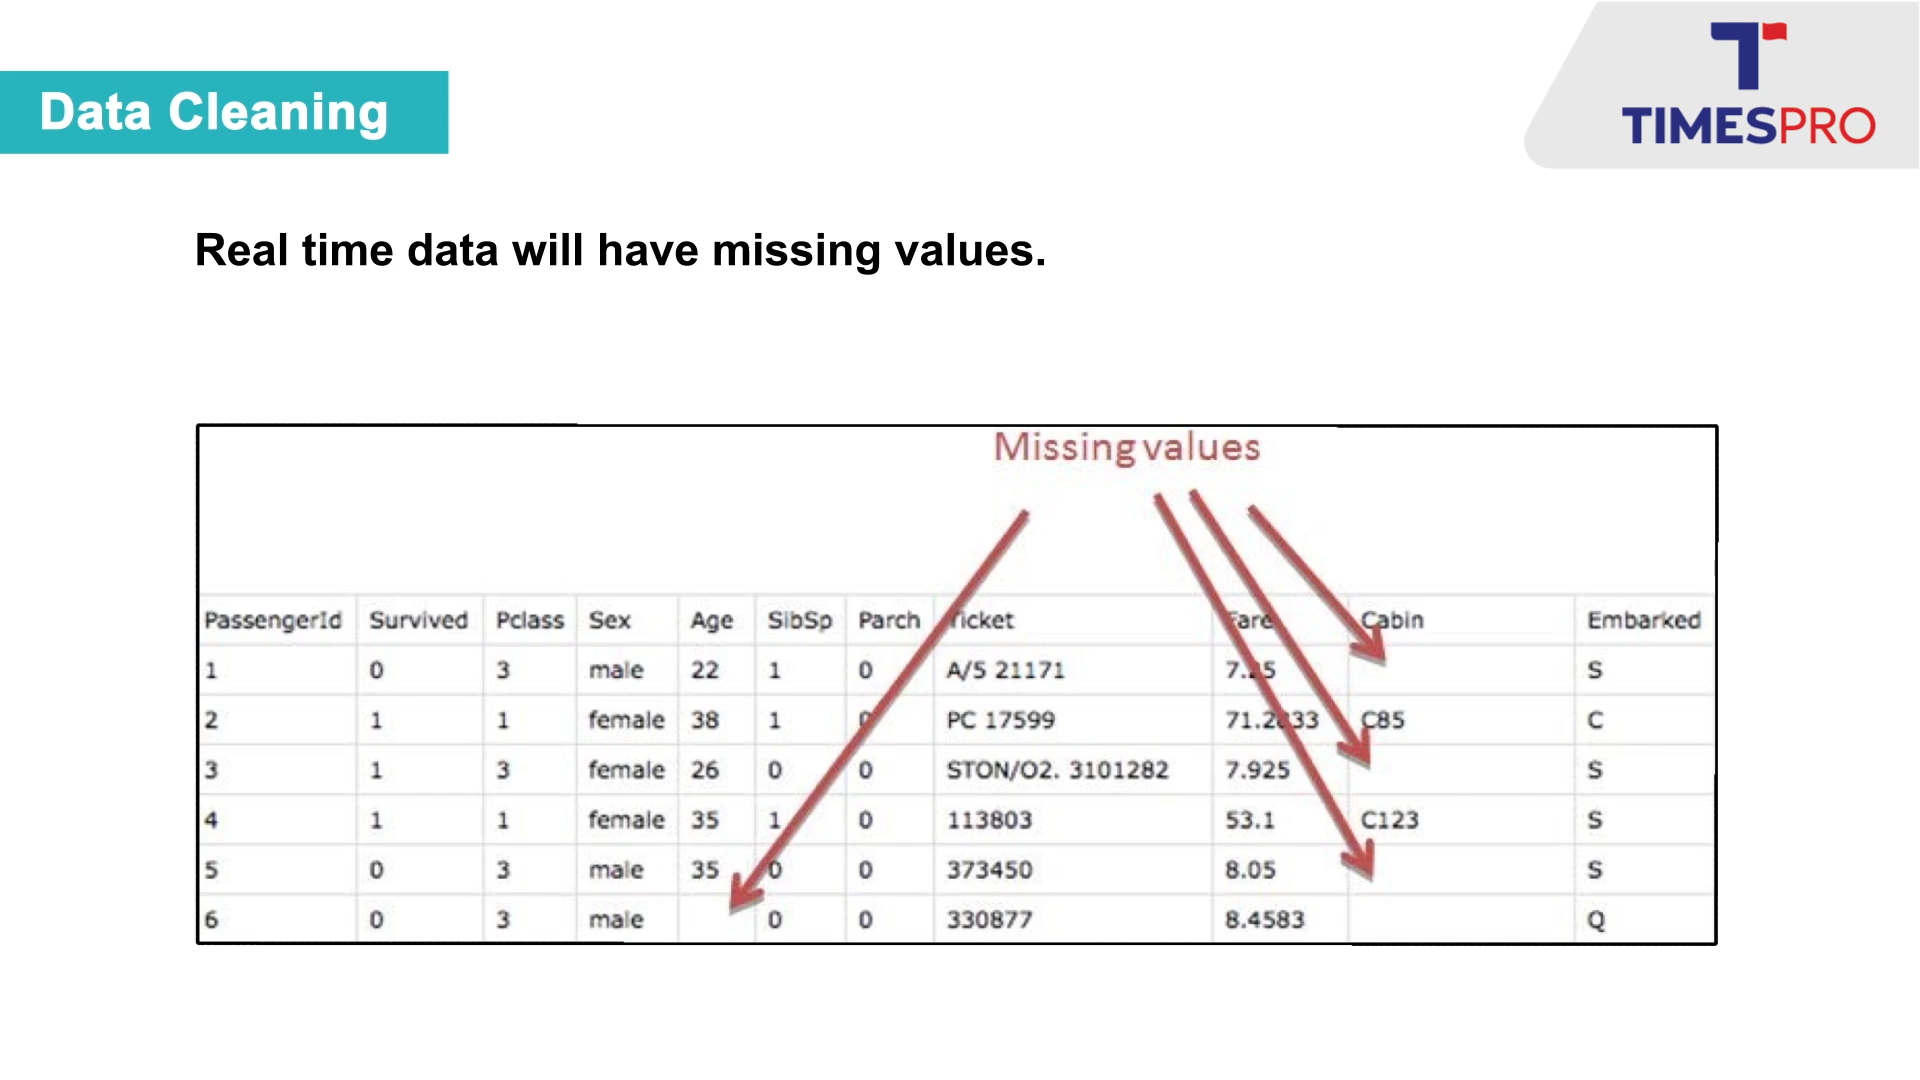 Data Cleaning
T
TIMESPRO
Real time data will have missing values.
Missing values
PassengerId Survived Pclass Sex Age SibSp Parch Ticket Fare Cabin Embarked
1 0 3 male 22 1 0 A/5 21171 7.25 S
2 1 1 female 38 1 0 PC 17599 71.2833 C85 C
3 1 3 female 26 0 0 STON/O2. 3101282 7.925 S
4 1 1 female 35 1 0 113803 53.1 C123 S
5 0 3 male 35 0 0 373450 8.05 S
6 0 3 male 0 0 330877 8.4583 Q